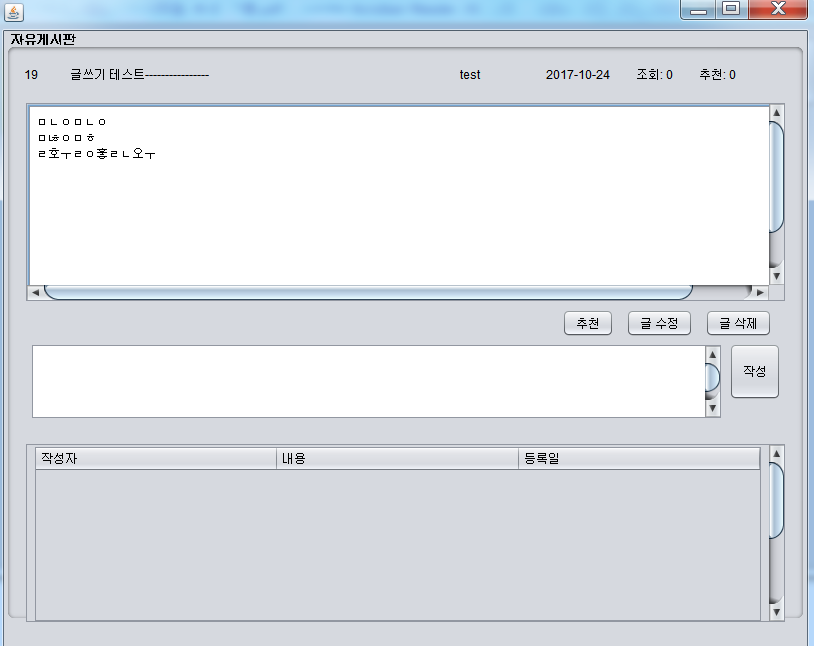 자유게시판
19 글쓰기 테스트---------------- test 2017-10-24 조회: 0 추천: 0
ㅁㄴㅇㅁㄴㅇ
ㅁㄶㅇㅁㅎ
ㄹ호ㅜㄹㅇ홓ㄹㄴ오ㅜ
추천 글 수정 글 삭제
작성
작성자 내용 등록일